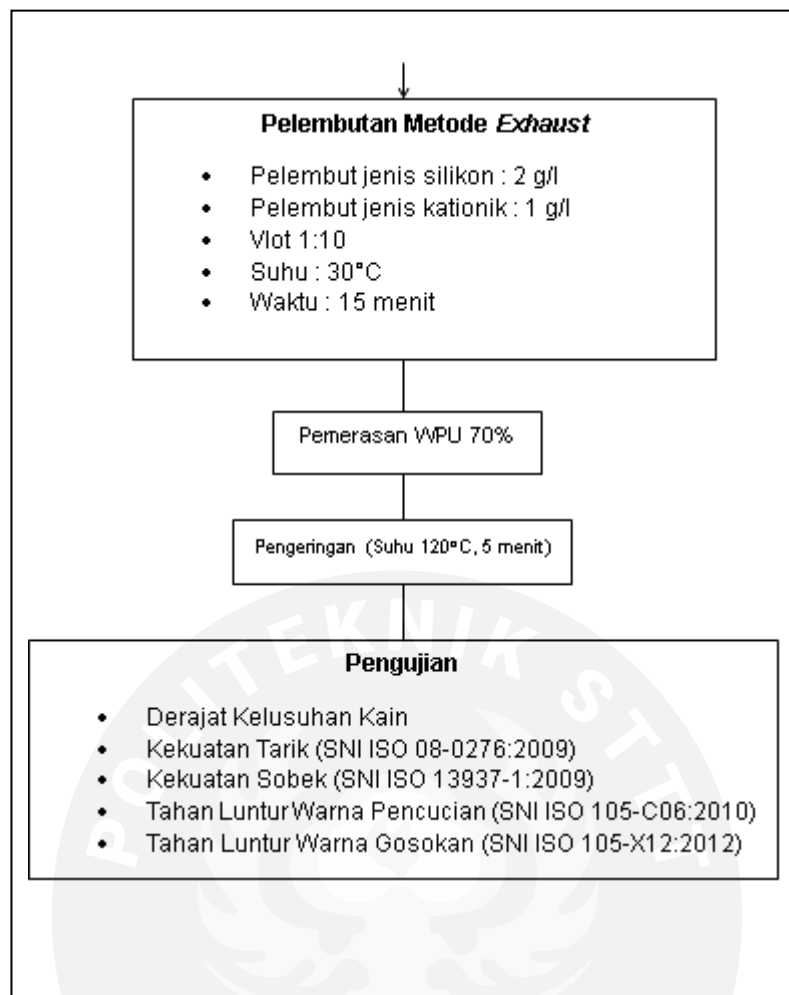 Pelembutan Metode Exhaust
• Pelembut jenis silikon : 2 g/l
• Pelembut jenis kationik : 1 g/l
• Vlot 1:10
• Suhu : 30°C
• Waktu : 15 menit
Pemerasan WPU 70%
Pengeringan (Suhu 120°C, 5 menit)
Pengujian
• Derajat Kelusuhan Kain
• Kekuatan Tarik (SNI ISO 08-0276:2009)
• Kekuatan Sobek (SNI ISO 13937-1:2009)
• Tahan Luntur Warna Pencucian (SNI ISO 105-C06:2010)
• Tahan Luntur Warna Gosokan (SNI ISO 105-X12:2012)
POLITEKNIK STTT